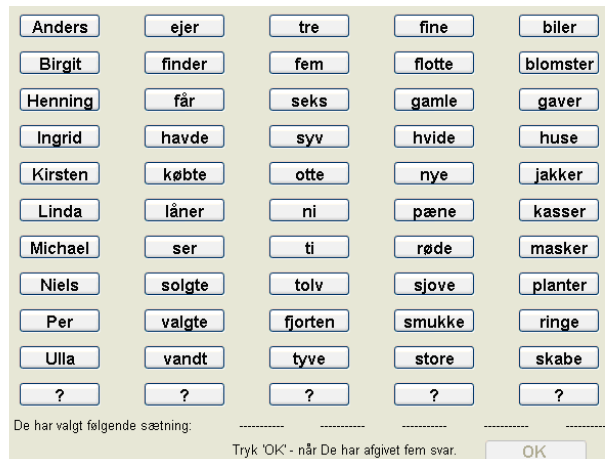 Anders ejer tre fine biler
Birgit finder fem flotte blomster
Henning får seks gamle gaver
Ingrid havde syv hvide huse
Kirsten købte otte nye jakker
Linda låner ni pæne kasser
Michael ser ti røde masker
Niels solgte tolv sjove planter
Per valgte fjorten smukke ringe
Ulla vandt tyve store skabe
? ? ? ? ?
De har valgt følgende sætning: ----------- ----------- ----------- ----------- -----------
Tryk 'OK' - når De har afgivet fem svar. OK